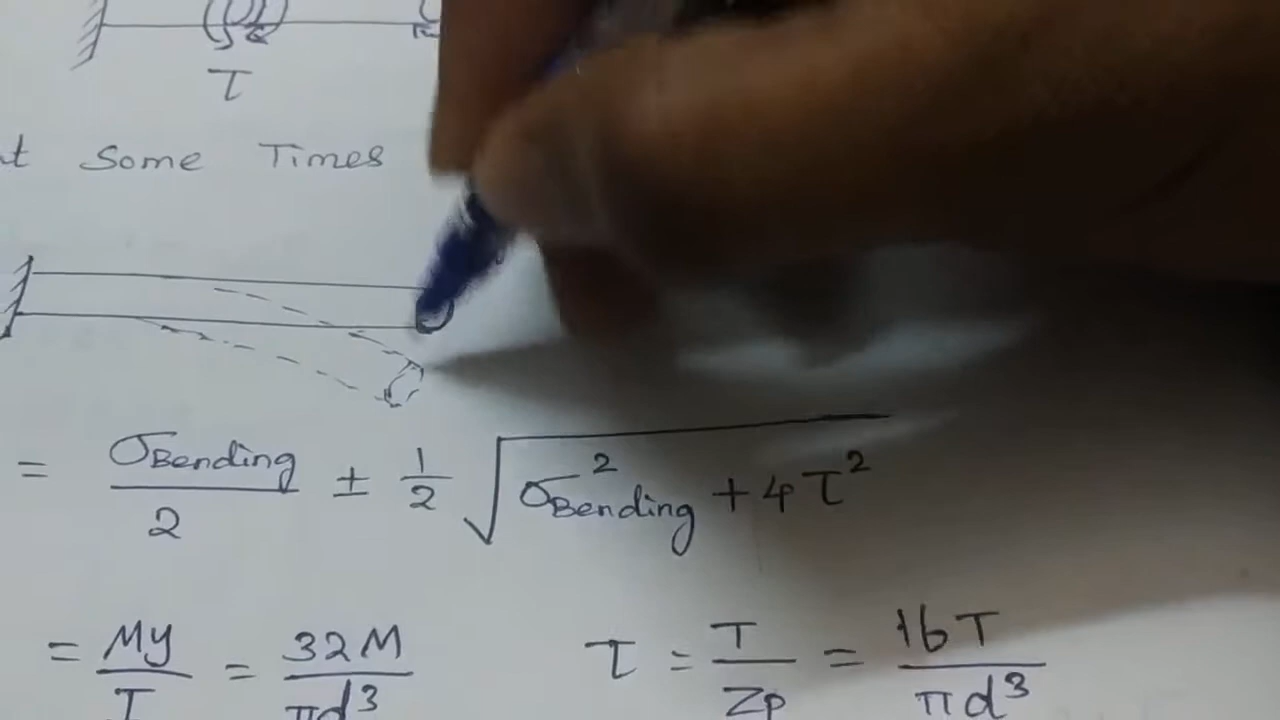 τ
t Some Times
= σBending/2 ± 1/2 √(σ²Bending + 4τ²)
= My/I = 32M/πd³ τ = T/Zp = 16T/πd³